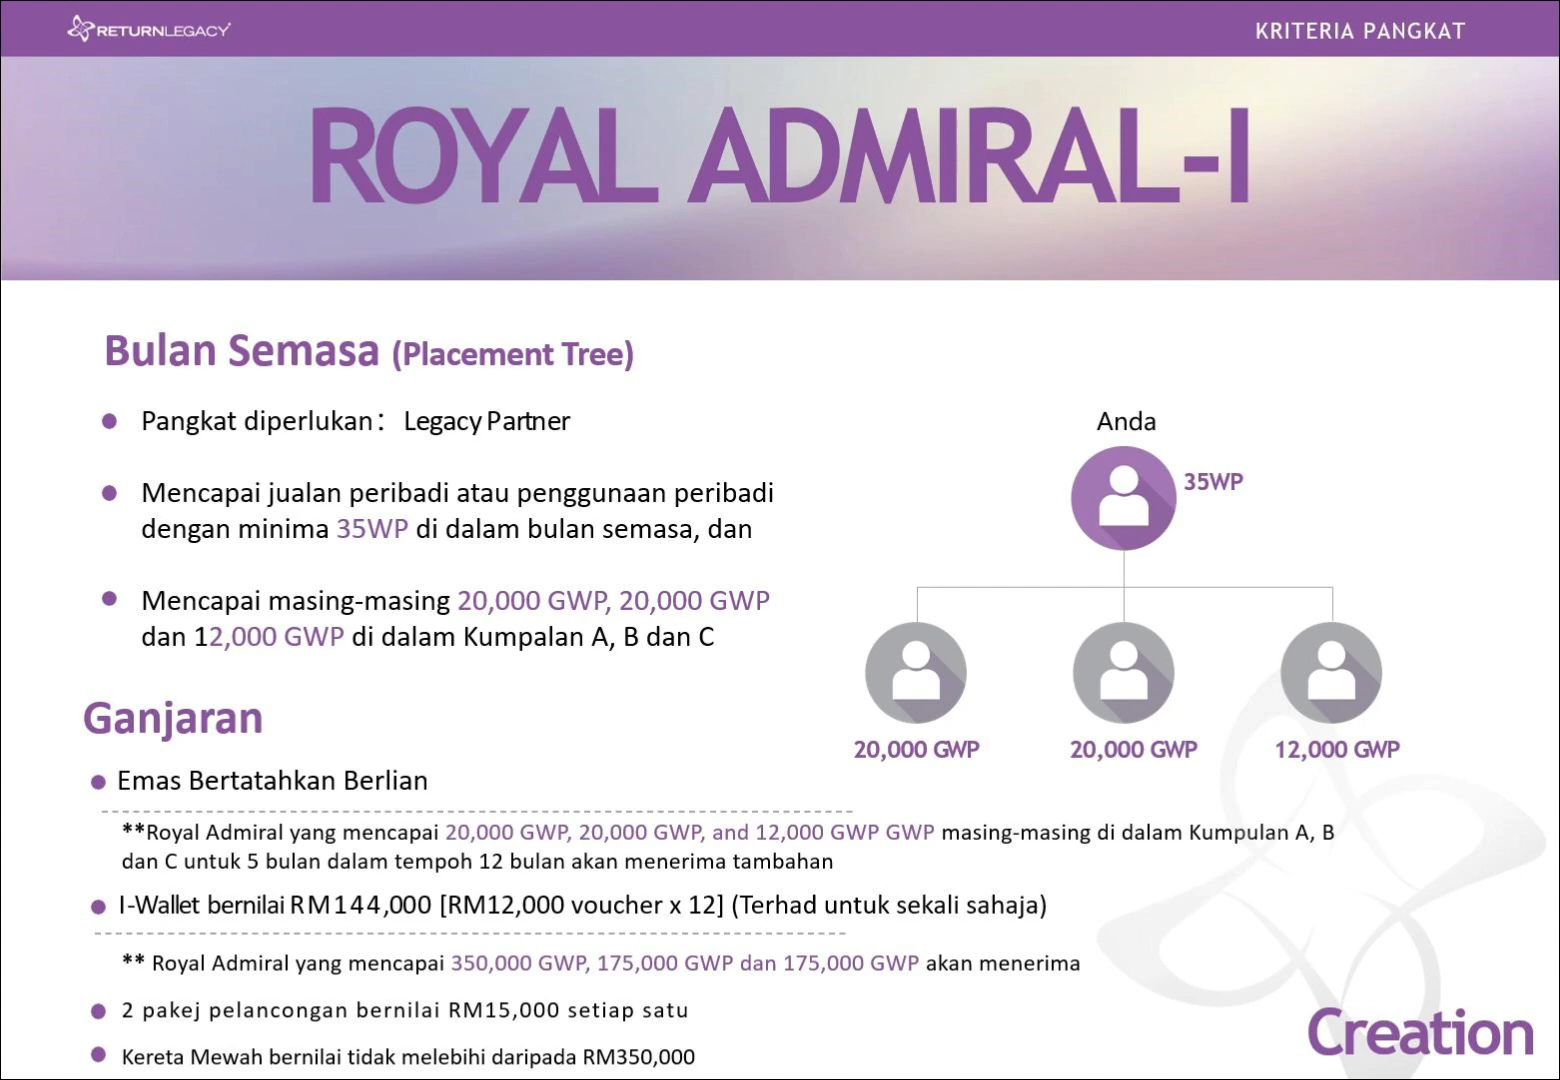 RETURNLEGACY
KRITERIA PANGKAT
ROYAL ADMIRAL-I
Bulan Semasa (Placement Tree)
Pangkat diperlukan: Legacy Partner
Mencapai jualan peribadi atau penggunaan peribadi
dengan minima 35WP di dalam bulan semasa, dan
Mencapai masing-masing 20,000 GWP, 20,000 GWP
dan 12,000 GWP di dalam Kumpalan A, B dan C
Anda
35WP
20,000 GWP
20,000 GWP
12,000 GWP
Ganjaran
Emas Bertatahkan Berlian
**Royal Admiral yang mencapai 20,000 GWP, 20,000 GWP, and 12,000 GWP GWP masing-masing di dalam Kumpulan A, B
dan C untuk 5 bulan dalam tempoh 12 bulan akan menerima tambahan
I-Wallet bernilai RM144,000 [RM12,000 voucher x 12] (Terhad untuk sekali sahaja)
** Royal Admiral yang mencapai 350,000 GWP, 175,000 GWP dan 175,000 GWP akan menerima
2 pakej pelancongan bernilai RM15,000 setiap satu
Kereta Mewah bernilai tidak melebihi daripada RM350,000
Creation